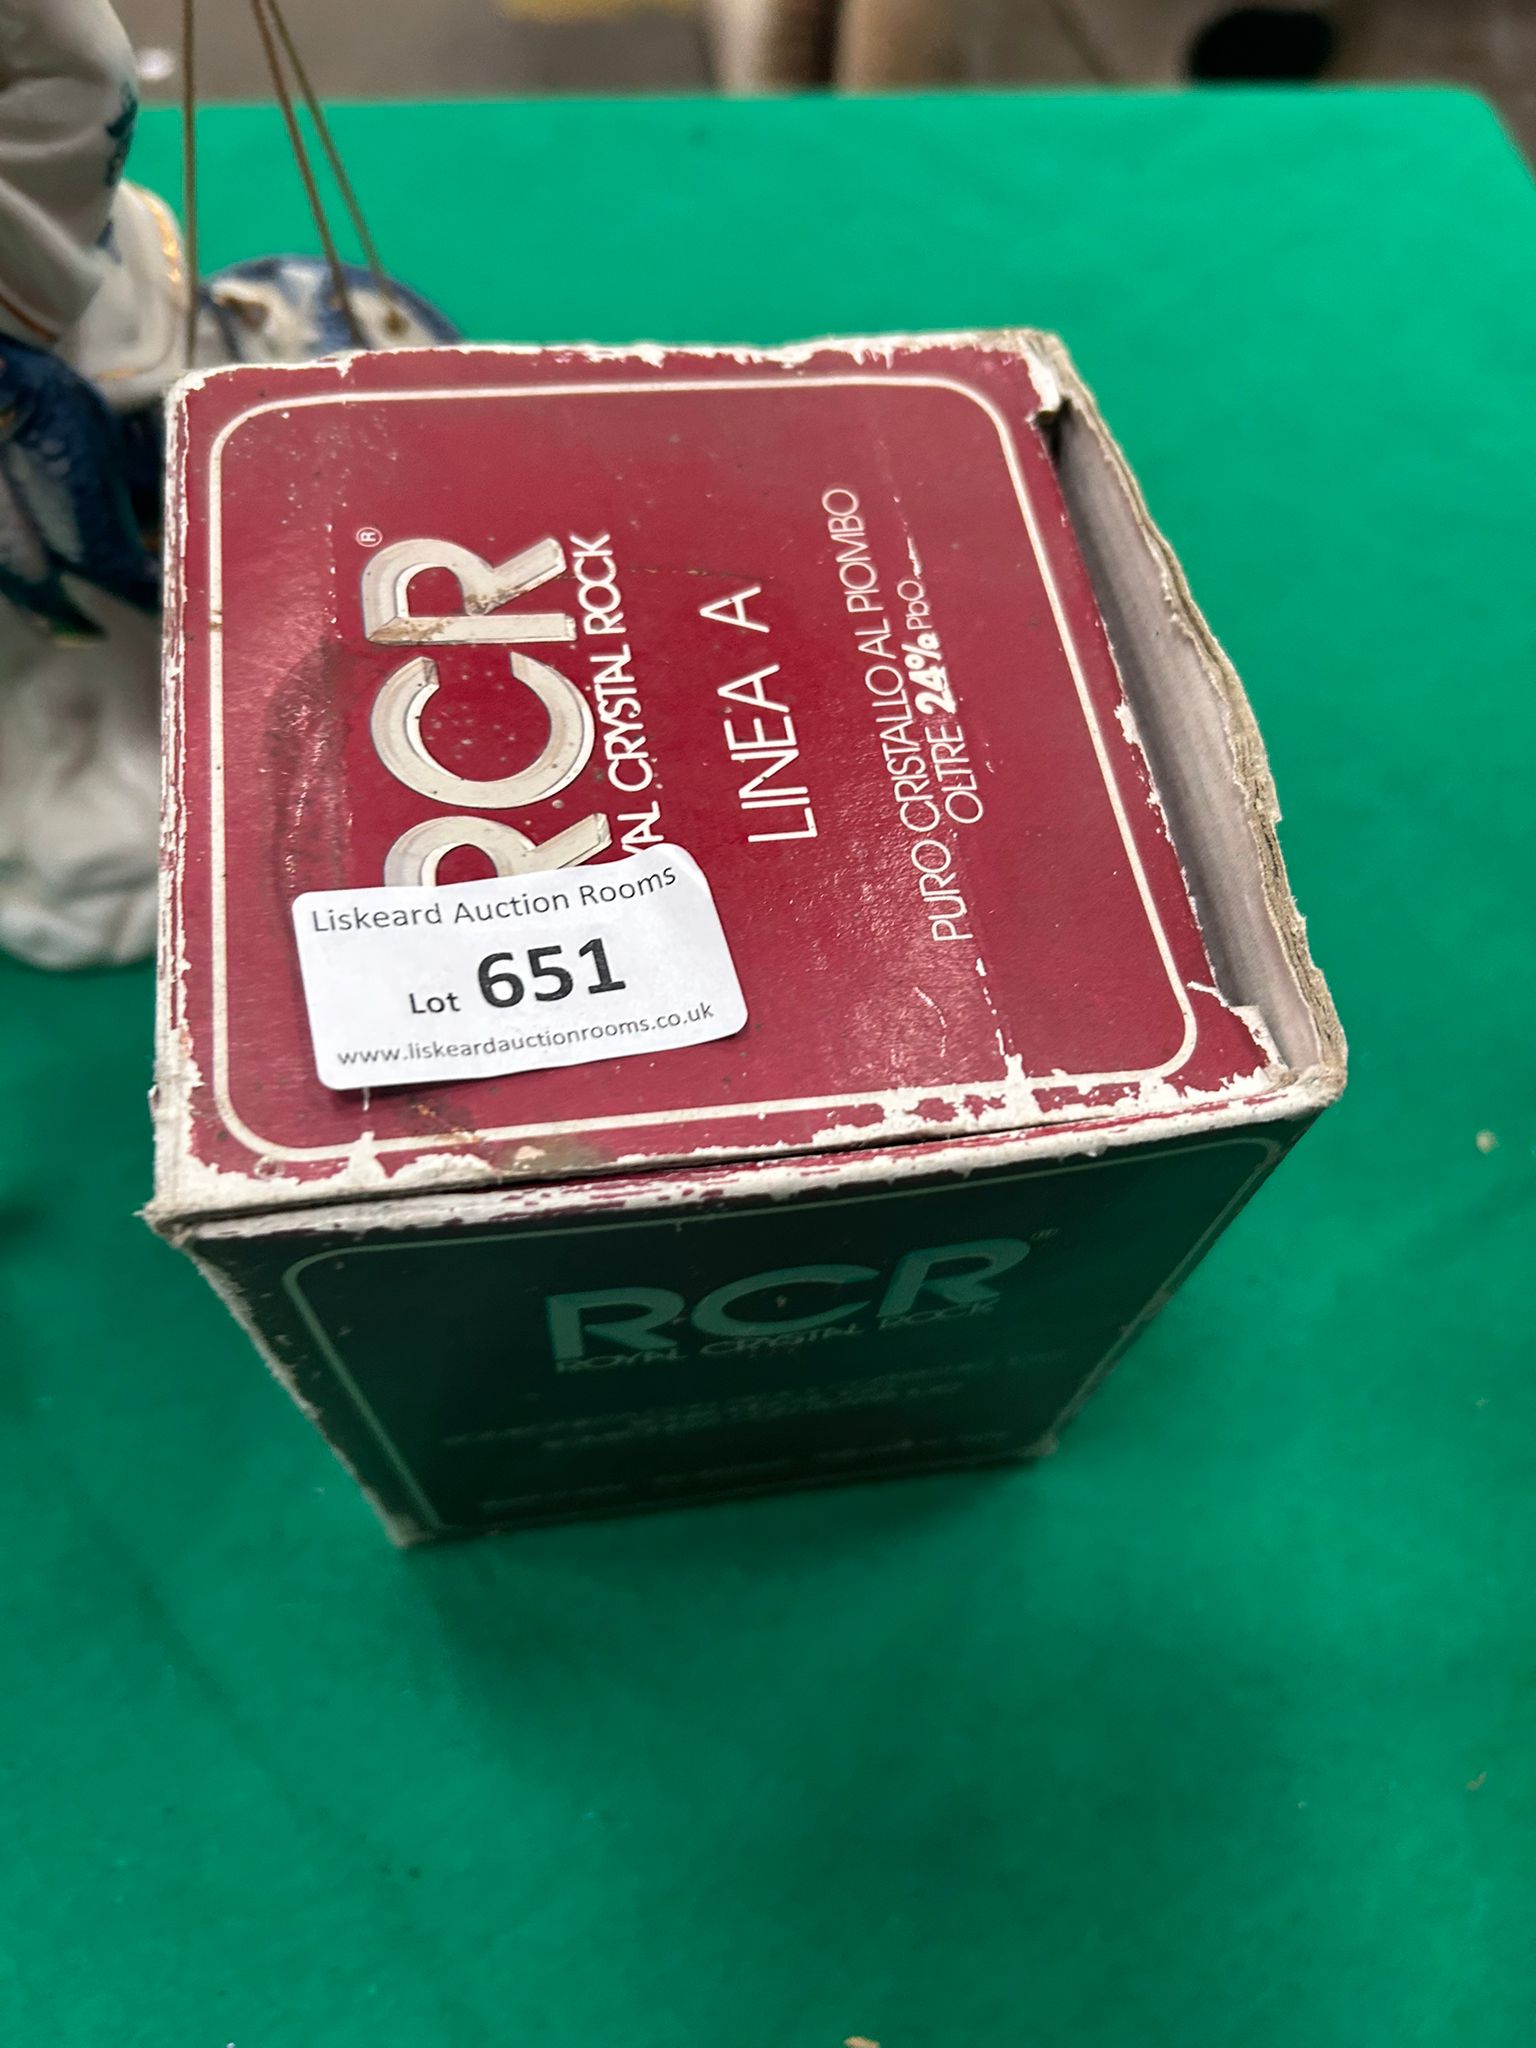 RCR
®
YAL CRYSTAL ROCK
LINEA A
PURO CRISTALLO AL PIOMBO
OLTRE 24% PbO
Liskeard Auction Rooms
Lot 651
www.liskeardauctionrooms.co.uk
RCR®
ROYAL CRYSTAL ROCK